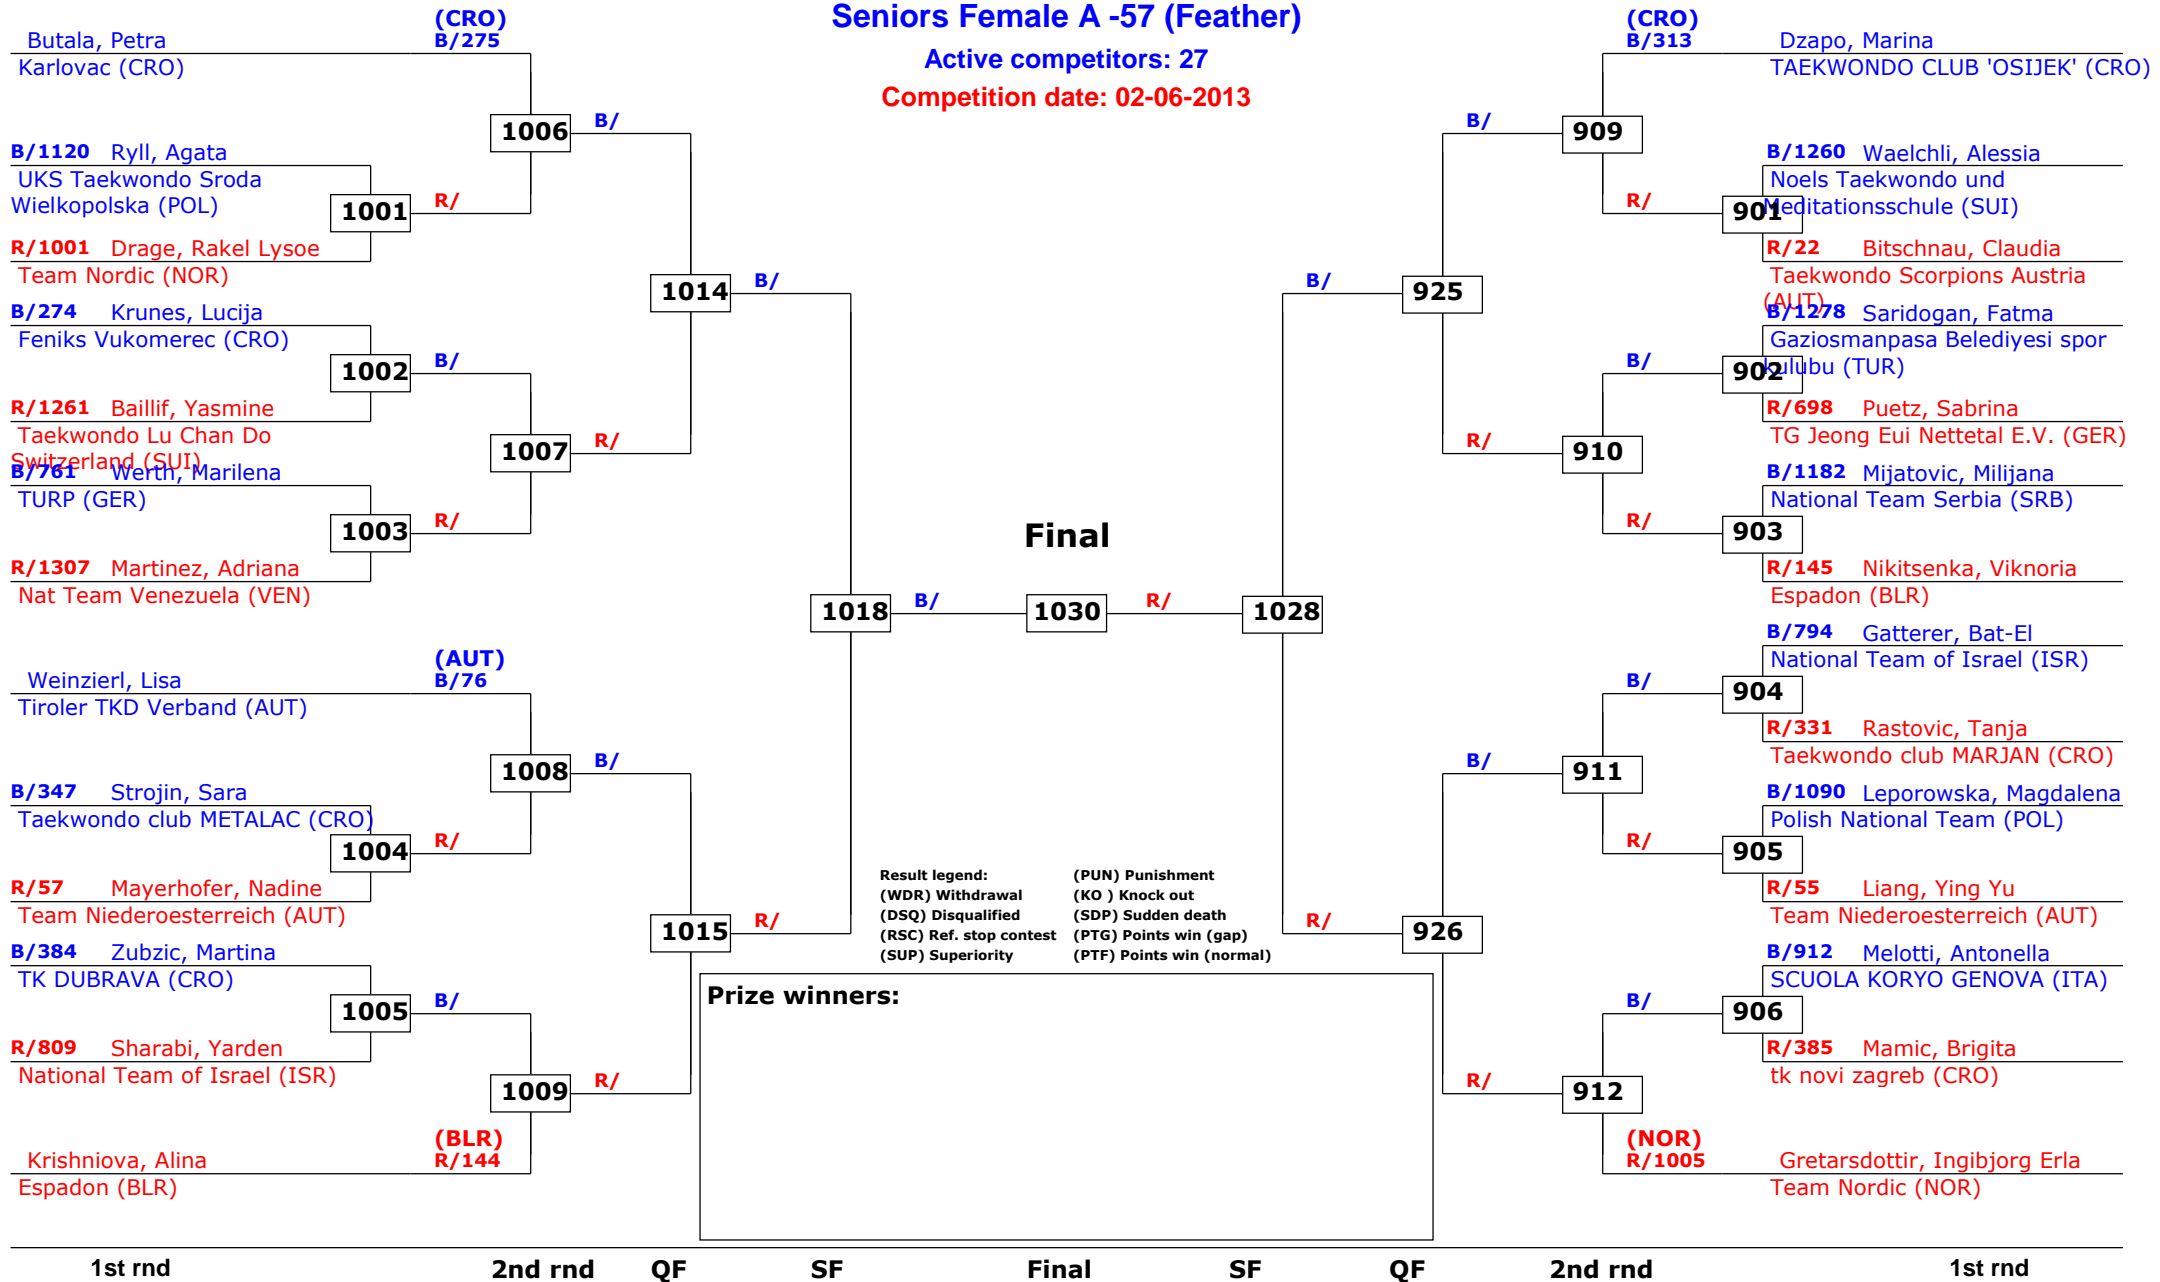 Seniors Female A -57 (Feather)
Active competitors: 27
Competition date: 02-06-2013
(CRO)
Butala, Petra B/275
Karlovac (CRO)
1006 B/
B/1120 Ryll, Agata
UKS Taekwondo Sroda
Wielkopolska (POL)
1001 R/
R/1001 Drage, Rakel Lysoe
Team Nordic (NOR)
1014 B/
B/274 Krunes, Lucija
Feniks Vukomerec (CRO)
1002 B/
R/1261 Baillif, Yasmine
Taekwondo Lu Chan Do
Switzerland (SUI)
1007 R/
B/761 Werth, Marilena
TURP (GER)
1003 R/
R/1307 Martinez, Adriana
Nat Team Venezuela (VEN)
1018 B/
(AUT)
Weinzierl, Lisa B/76
Tiroler TKD Verband (AUT)
1008 B/
B/347 Strojin, Sara
Taekwondo club METALAC (CRO)
1004 R/
R/57 Mayerhofer, Nadine
Team Niederoesterreich (AUT)
1015 R/
B/384 Zubzic, Martina
TK DUBRAVA (CRO)
1005 B/
R/809 Sharabi, Yarden
National Team of Israel (ISR)
1009 R/
(BLR)
Krishniova, Alina R/144
Espadon (BLR)
Final
1030
(CRO)
B/313 Dzapo, Marina
TAEKWONDO CLUB 'OSIJEK' (CRO)
B/ 909
B/1260 Waelchli, Alessia
Noels Taekwondo und
Meditationsschule (SUI)
R/ 901
R/22 Bitschnau, Claudia
Taekwondo Scorpions Austria
(AUT)
B/ 925
B/1278 Saridogan, Fatma
Gaziosmanpasa Belediyesi spor
kulubu (TUR)
B/ 902
R/698 Puetz, Sabrina
TG Jeong Eui Nettetal E.V. (GER)
R/ 910
B/1182 Mijatovic, Milijana
National Team Serbia (SRB)
R/ 903
R/145 Nikitsenka, Viknoria
Espadon (BLR)
R/ 1028
B/794 Gatterer, Bat-El
National Team of Israel (ISR)
B/ 904
R/331 Rastovic, Tanja
Taekwondo club MARJAN (CRO)
B/ 911
B/1090 Leporowska, Magdalena
Polish National Team (POL)
R/ 905
R/55 Liang, Ying Yu
Team Niederoesterreich (AUT)
R/ 926
B/912 Melotti, Antonella
SCUOLA KORYO GENOVA (ITA)
B/ 906
R/385 Mamic, Brigita
tk novi zagreb (CRO)
R/ 912
(NOR)
R/1005 Gretarsdottir, Ingibjorg Erla
Team Nordic (NOR)
Result legend: (PUN) Punishment
(WDR) Withdrawal (KO ) Knock out
(DSQ) Disqualified (SDP) Sudden death
(RSC) Ref. stop contest (PTG) Points win (gap)
(SUP) Superiority (PTF) Points win (normal)
Prize winners:
1st rnd 2nd rnd QF SF Final SF QF 2nd rnd 1st rnd